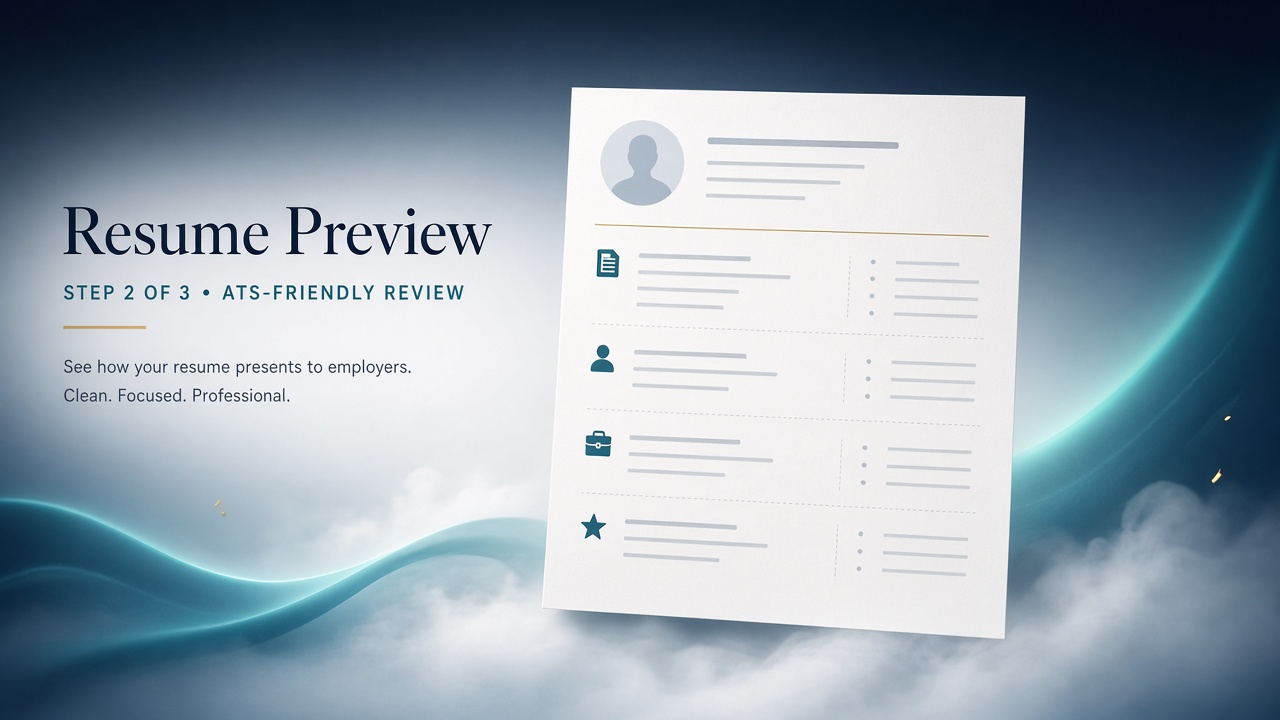 Resume Preview
STEP 2 OF 3 • ATS-FRIENDLY REVIEW
See how your resume presents to employers.
Clean. Focused. Professional.